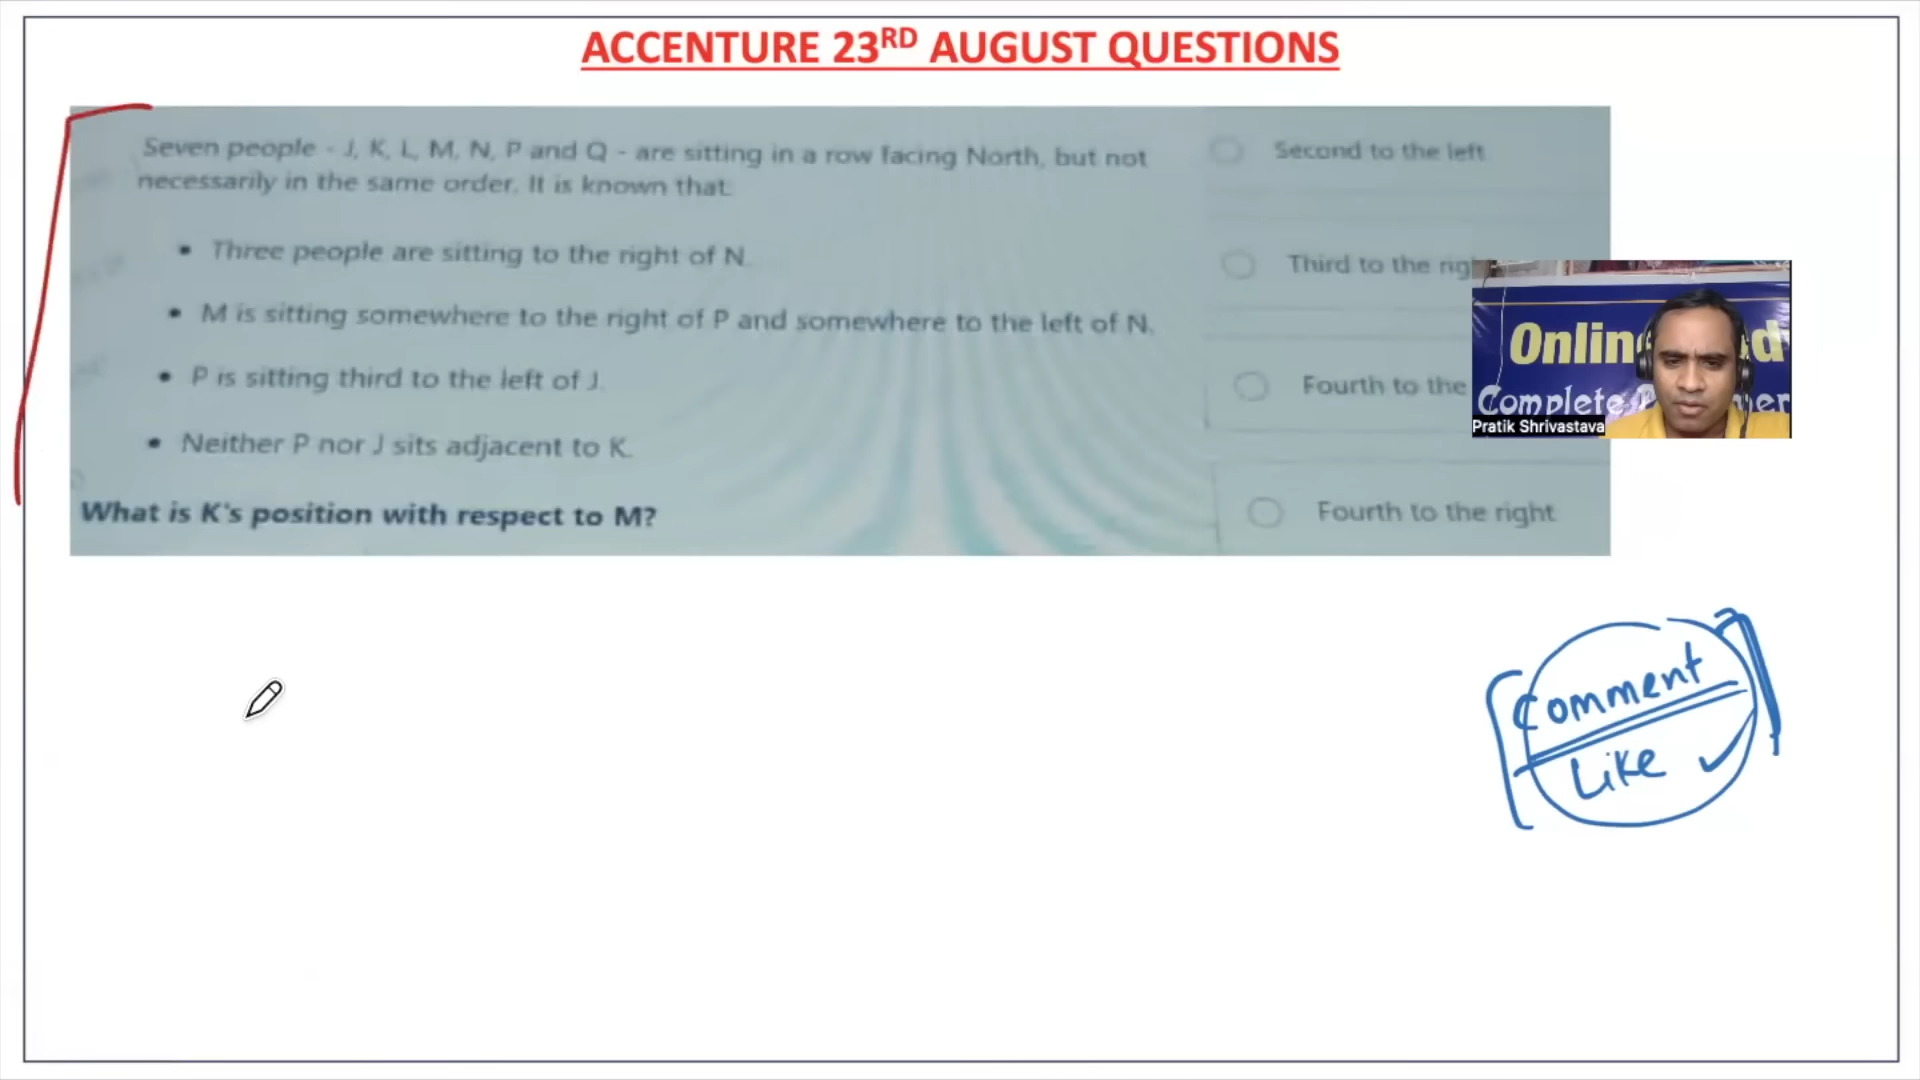 ACCENTURE 23RD AUGUST QUESTIONS
Seven people - J, K, L, M, N, P and Q - are sitting in a row facing North, but not
necessarily in the same order. It is known that:
• Three people are sitting to the right of N.
• M is sitting somewhere to the right of P and somewhere to the left of N.
• P is sitting third to the left of J.
• Neither P nor J sits adjacent to K.
What is K's position with respect to M?
Second to the left
Third to the
Fourth to the
Fourth to the right
Complete
Pratik Shrivastava
Comment
Like ✓